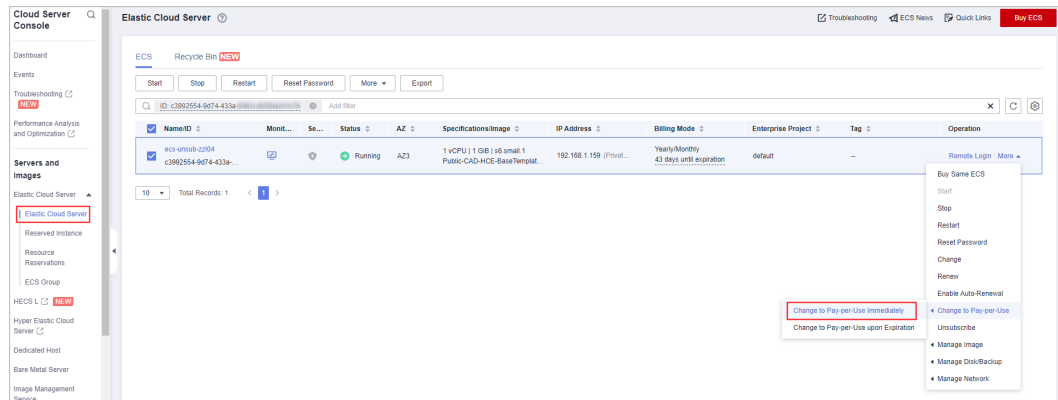 Cloud Server
Console
Elastic Cloud Server
Troubleshooting
ECS News
Quick Links
Buy ECS
Dashboard
Events
Troubleshooting
NEW
Performance Analysis
and Optimization
Servers and
Images
Elastic Cloud Server
Elastic Cloud Server
Reserved Instance
Resource
Reservations
ECS Group
HECS L NEW
Hyper Elastic Cloud
Server
Dedicated Host
Bare Metal Server
Image Management
Service
ECS Recycle Bin NEW
Start Stop Restart Reset Password More Export
ID: c3992554-9d74-433a- Add filter
Name/ID Monit... Se... Status AZ Specifications/Image IP Address Billing Mode Enterprise Project Tag Operation
ecs-unsub-zzl04
c3992554-9d74-433a-...
Running
AZ3
1 vCPU | 1 GiB | s6.small.1
Public-CAD-HCE-BaseTemplat...
192.168.1.159 (Privat...
Yearly/Monthly
43 days until expiration
default
--
Remote Login More
10 Total Records: 1 < 1 >
Buy Same ECS
Start
Stop
Restart
Reset Password
Change
Renew
Enable Auto-Renewal
Change to Pay-per-Use
Unsubscribe
Manage Image
Manage Disk/Backup
Manage Network
Change to Pay-per-Use Immediately
Change to Pay-per-Use upon Expiration